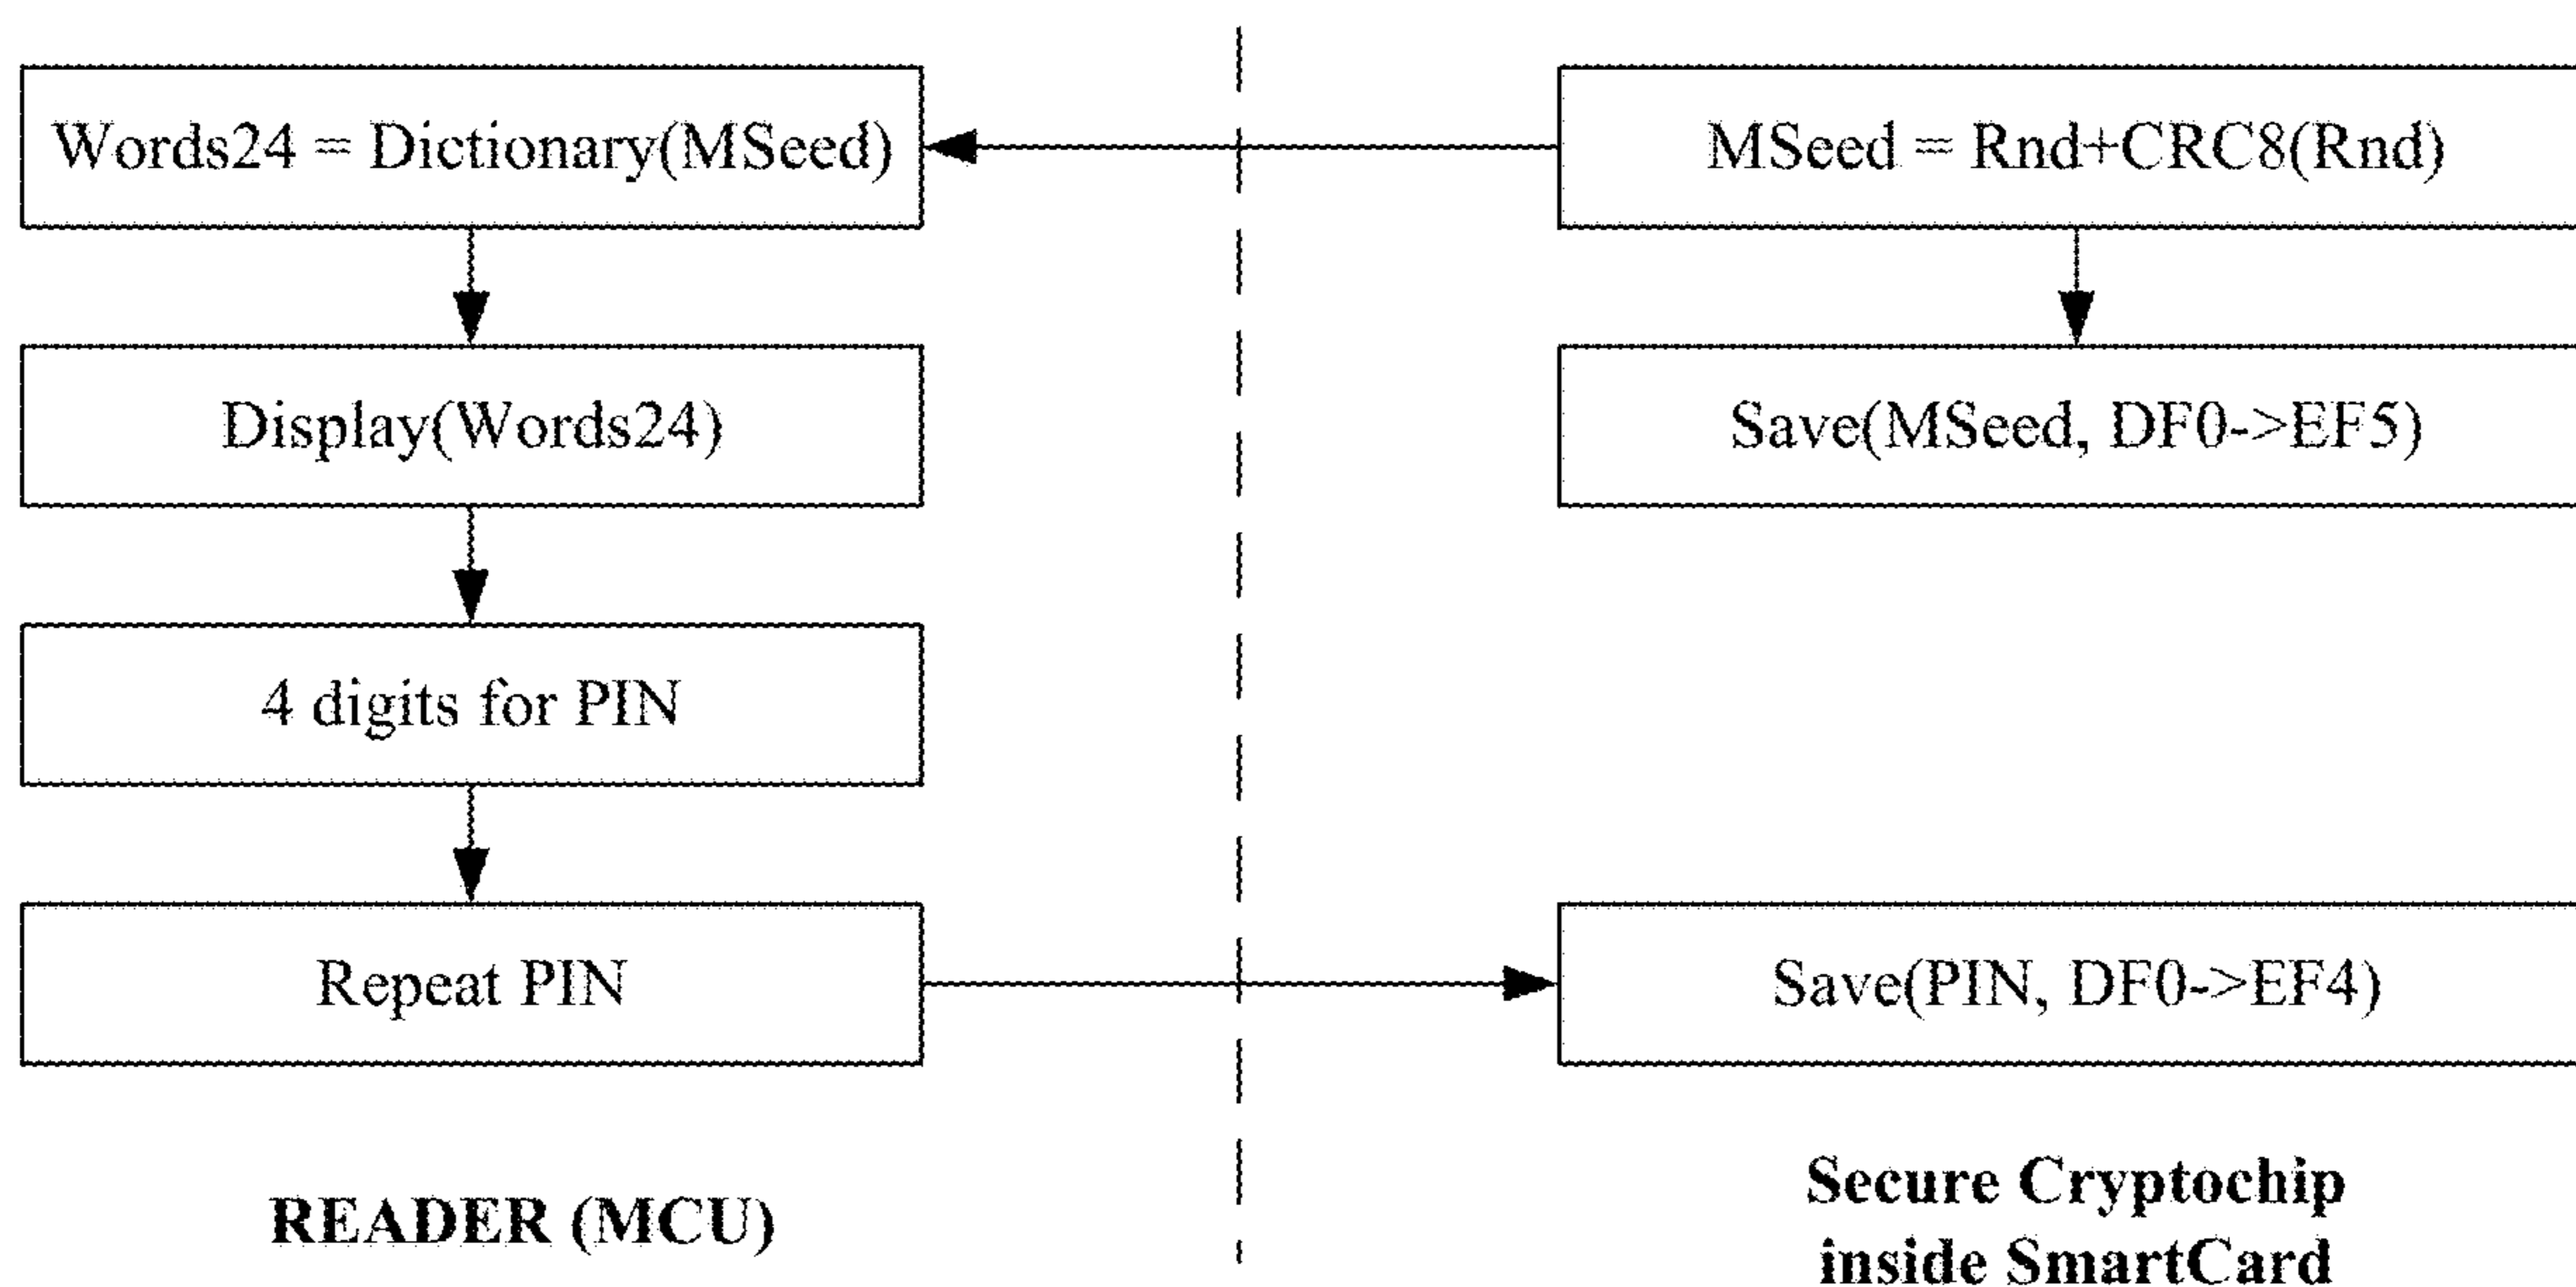 Words24 = Dictionary(MSeed)
MSeed = Rnd+CRC8(Rnd)
Display(Words24)
Save(MSeed, DF0->EF5)
4 digits for PIN
Repeat PIN
Save(PIN, DF0->EF4)
READER (MCU)
Secure Cryptochip
inside SmartCard